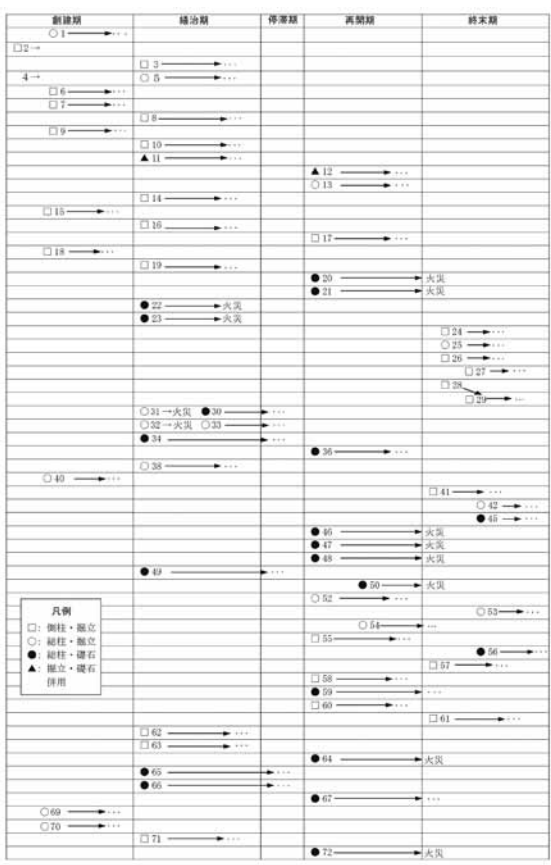 創建期 繕治期 停滞期 再開期 終末期
○1 → ···
□2→
□3 → ···
4→ ○5 → ···
□6 → ···
□7 → ···
□8 → ···
□9 → ···
□10 → ···
▲11 → ···
▲12 → ···
○13 → ···
□14 → ···
□15 → ···
□16 → ···
□17 → ···
□18 → ···
□19 → ···
●20 → 火災
●21 → 火災
●22 → 火災
●23 → 火災
□24 → ···
○25 → ···
□26 → ···
□27 → ···
□28
□29 → ···
○31→火災 ●30 → ···
○32→火災 ○33 → ···
●34 → ···
●36 → ···
○38 → ···
○40 → ···
□41 → ···
○42 → ···
●45 → ···
●46 → 火災
●47 → 火災
●48 → 火災
●49 → ···
●50 → 火災
○52 → ···
○53 → ···
○54 → ···
□55 → ···
●56 → ···
□57 → ···
□58 → ···
●59 → ···
□60 → ···
□61 → ···
□62 → ···
□63 → ···
●64 → 火災
●65 → ···
●66 → ···
●67 → ···
○69 → ···
○70 → ···
□71 → ···
●72 → 火災
凡例
□：側柱・掘立
○：総柱・掘立
●：総柱・礎石
▲：掘立・礎石
併用